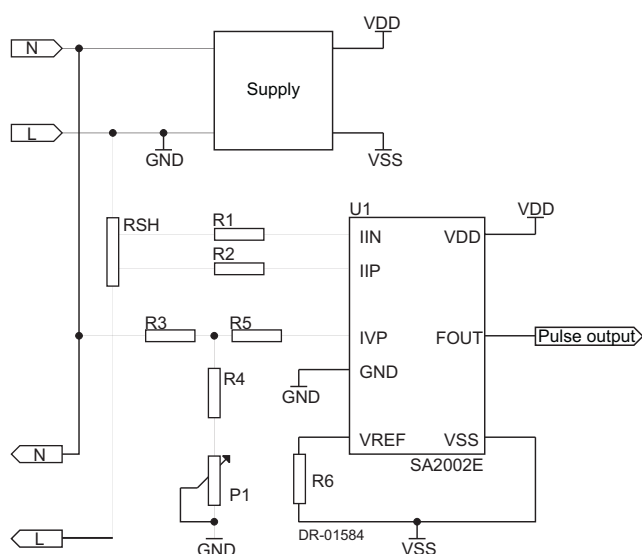 VDD
N
Supply
L
GND
VSS
U1
VDD
RSH
R1
IIN
VDD
R2
IIP
R3
R5
IVP
FOUT
Pulse output
R4
GND
GND
VREF
VSS
N
SA2002E
P1
R6
L
GND
DR-01584
VSS